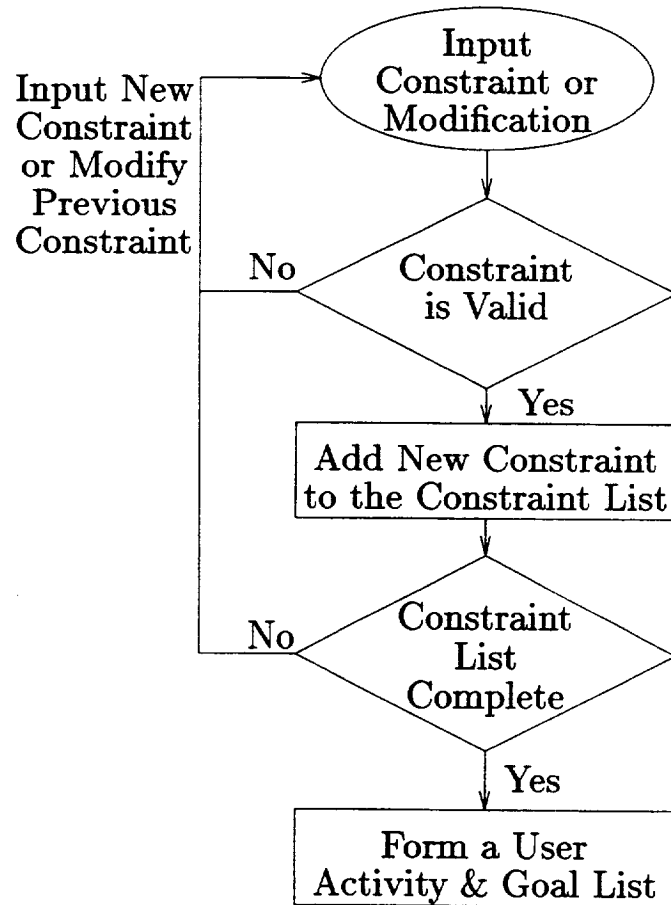 Input
Constraint or
Modification
Input New
Constraint
or Modify
Previous
Constraint
No
Constraint
is Valid
Yes
Add New Constraint
to the Constraint List
No
Constraint
List
Complete
Yes
Form a User
Activity & Goal List